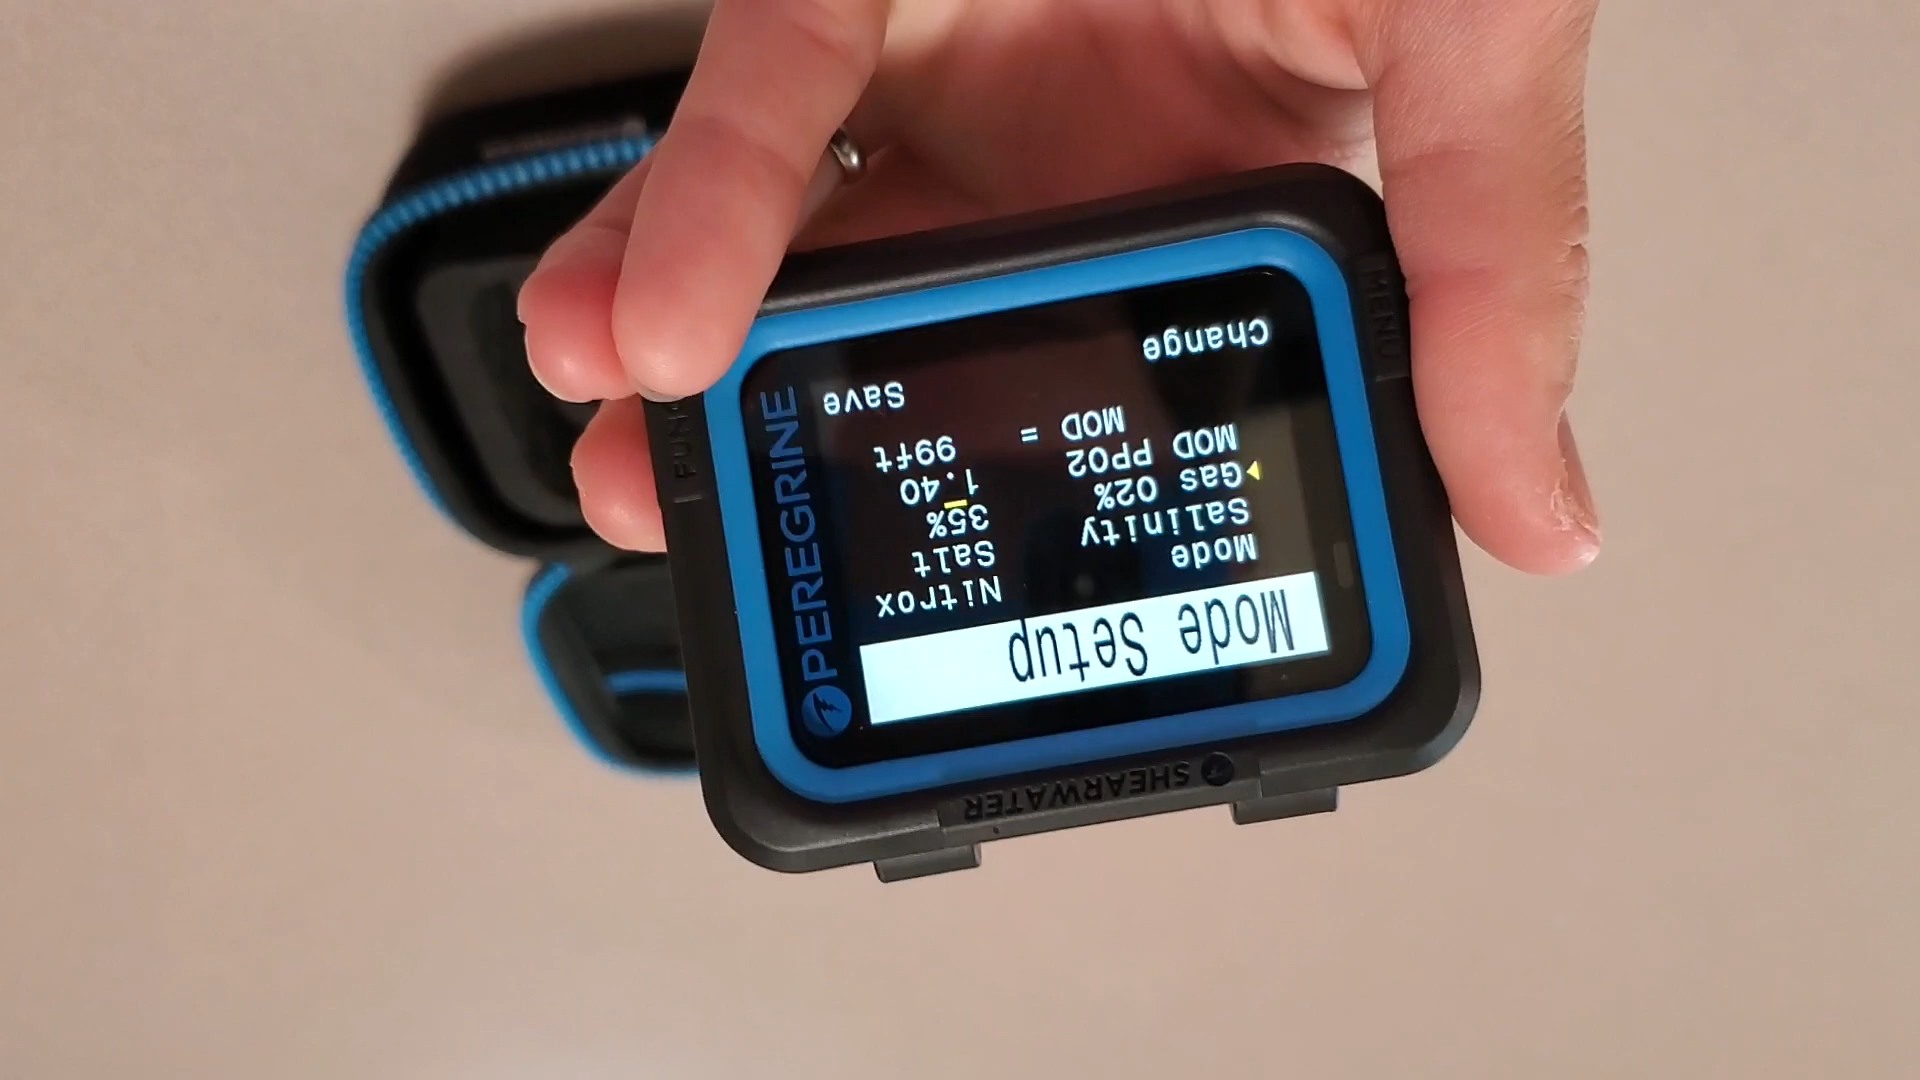 SHEARWATER
Mode Setup
Mode Nitrox
Salinity Salt
Gas O2% 35%
MOD PPO2 1.40
MOD = 99ft
Change Save
PEREGRINE
MENU
FUNC